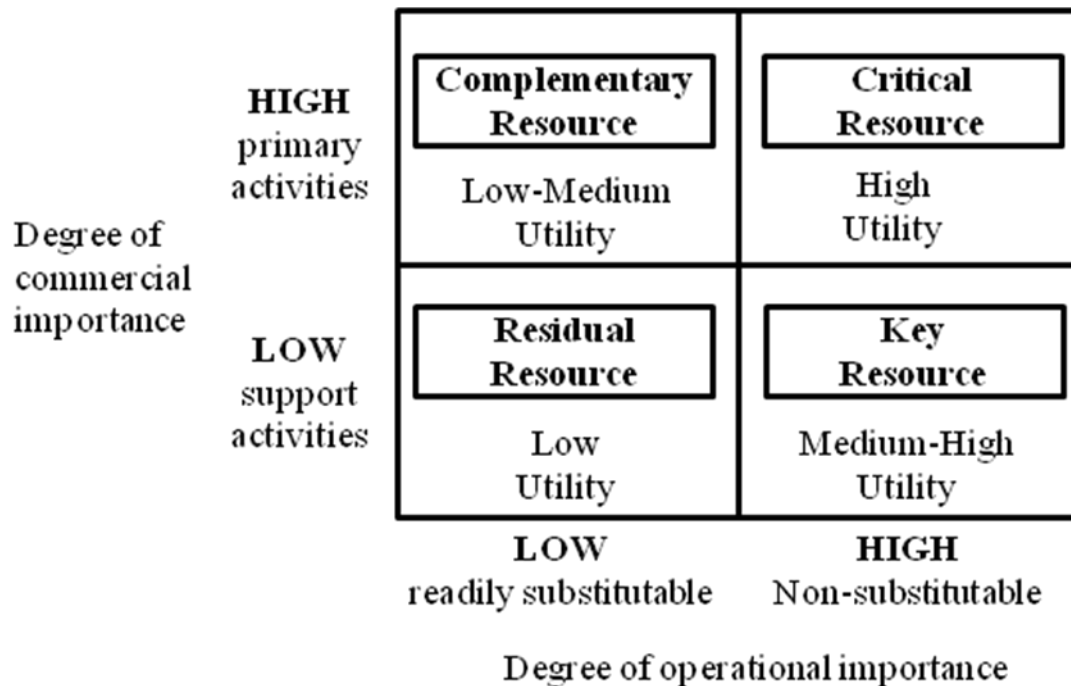 Degree of
commercial
importance
HIGH
primary
activities
LOW
support
activities
Complementary
Resource
Low-Medium
Utility
Critical
Resource
High
Utility
Residual
Resource
Low
Utility
Key
Resource
Medium-High
Utility
LOW
readily substitutable
HIGH
Non-substitutable
Degree of operational importance